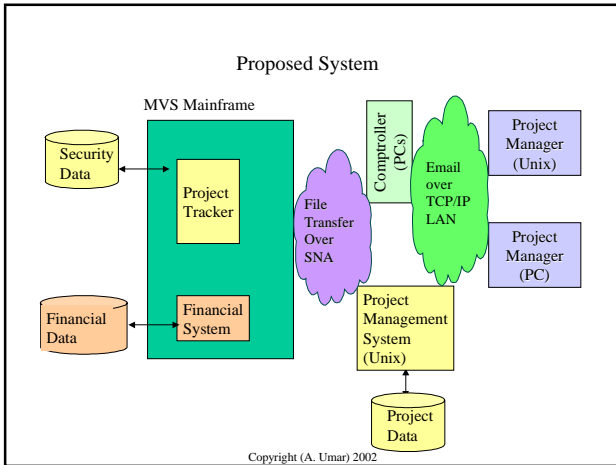 Proposed System
MVS Mainframe
Security
Data
Project
Tracker
Financial
Data
Financial
System
File
Transfer
Over
SNA
Comptroller
(PCs)
Email
over
TCP/IP
LAN
Project
Manager
(Unix)
Project
Manager
(PC)
Project
Management
System
(Unix)
Project
Data
Copyright (A. Umar) 2002